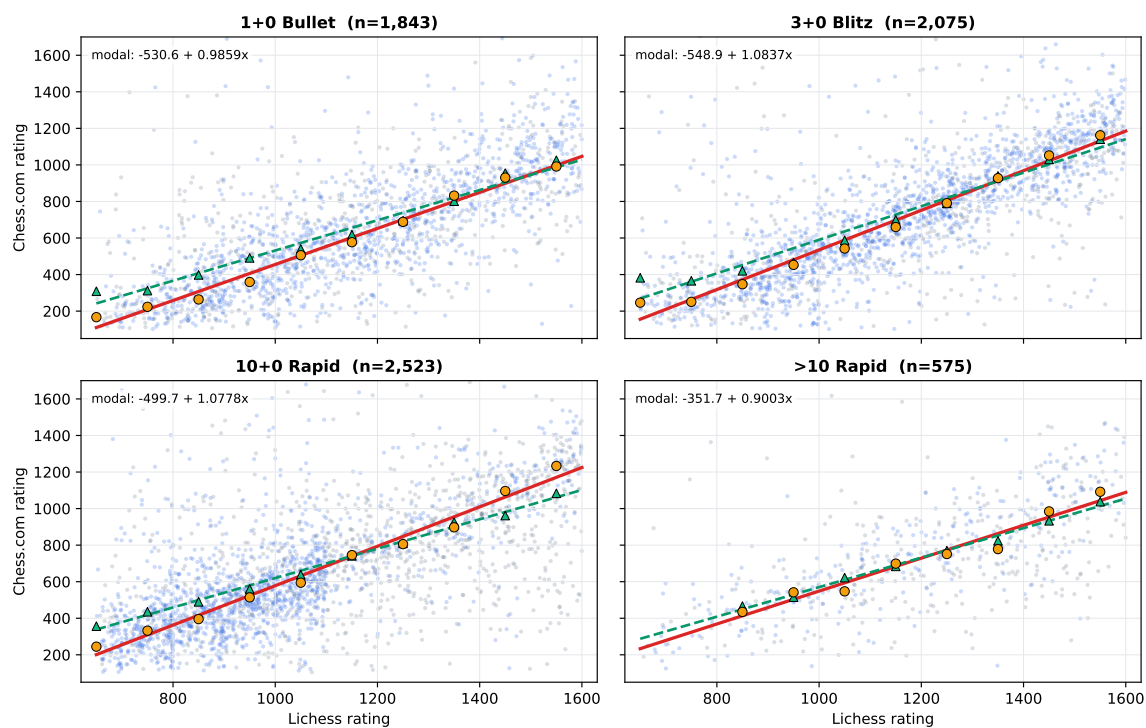 1+0 Bullet (n=1,843)
modal: -530.6 + 0.9859x
1600
1400
1200
1000
800
600
400
200
Chess.com rating
3+0 Blitz (n=2,075)
modal: -548.9 + 1.0837x
10+0 Rapid (n=2,523)
modal: -499.7 + 1.0778x
1600
1400
1200
1000
800
600
400
200
Chess.com rating
800 1000 1200 1400 1600
Lichess rating
>10 Rapid (n=575)
modal: -351.7 + 0.9003x
800 1000 1200 1400 1600
Lichess rating